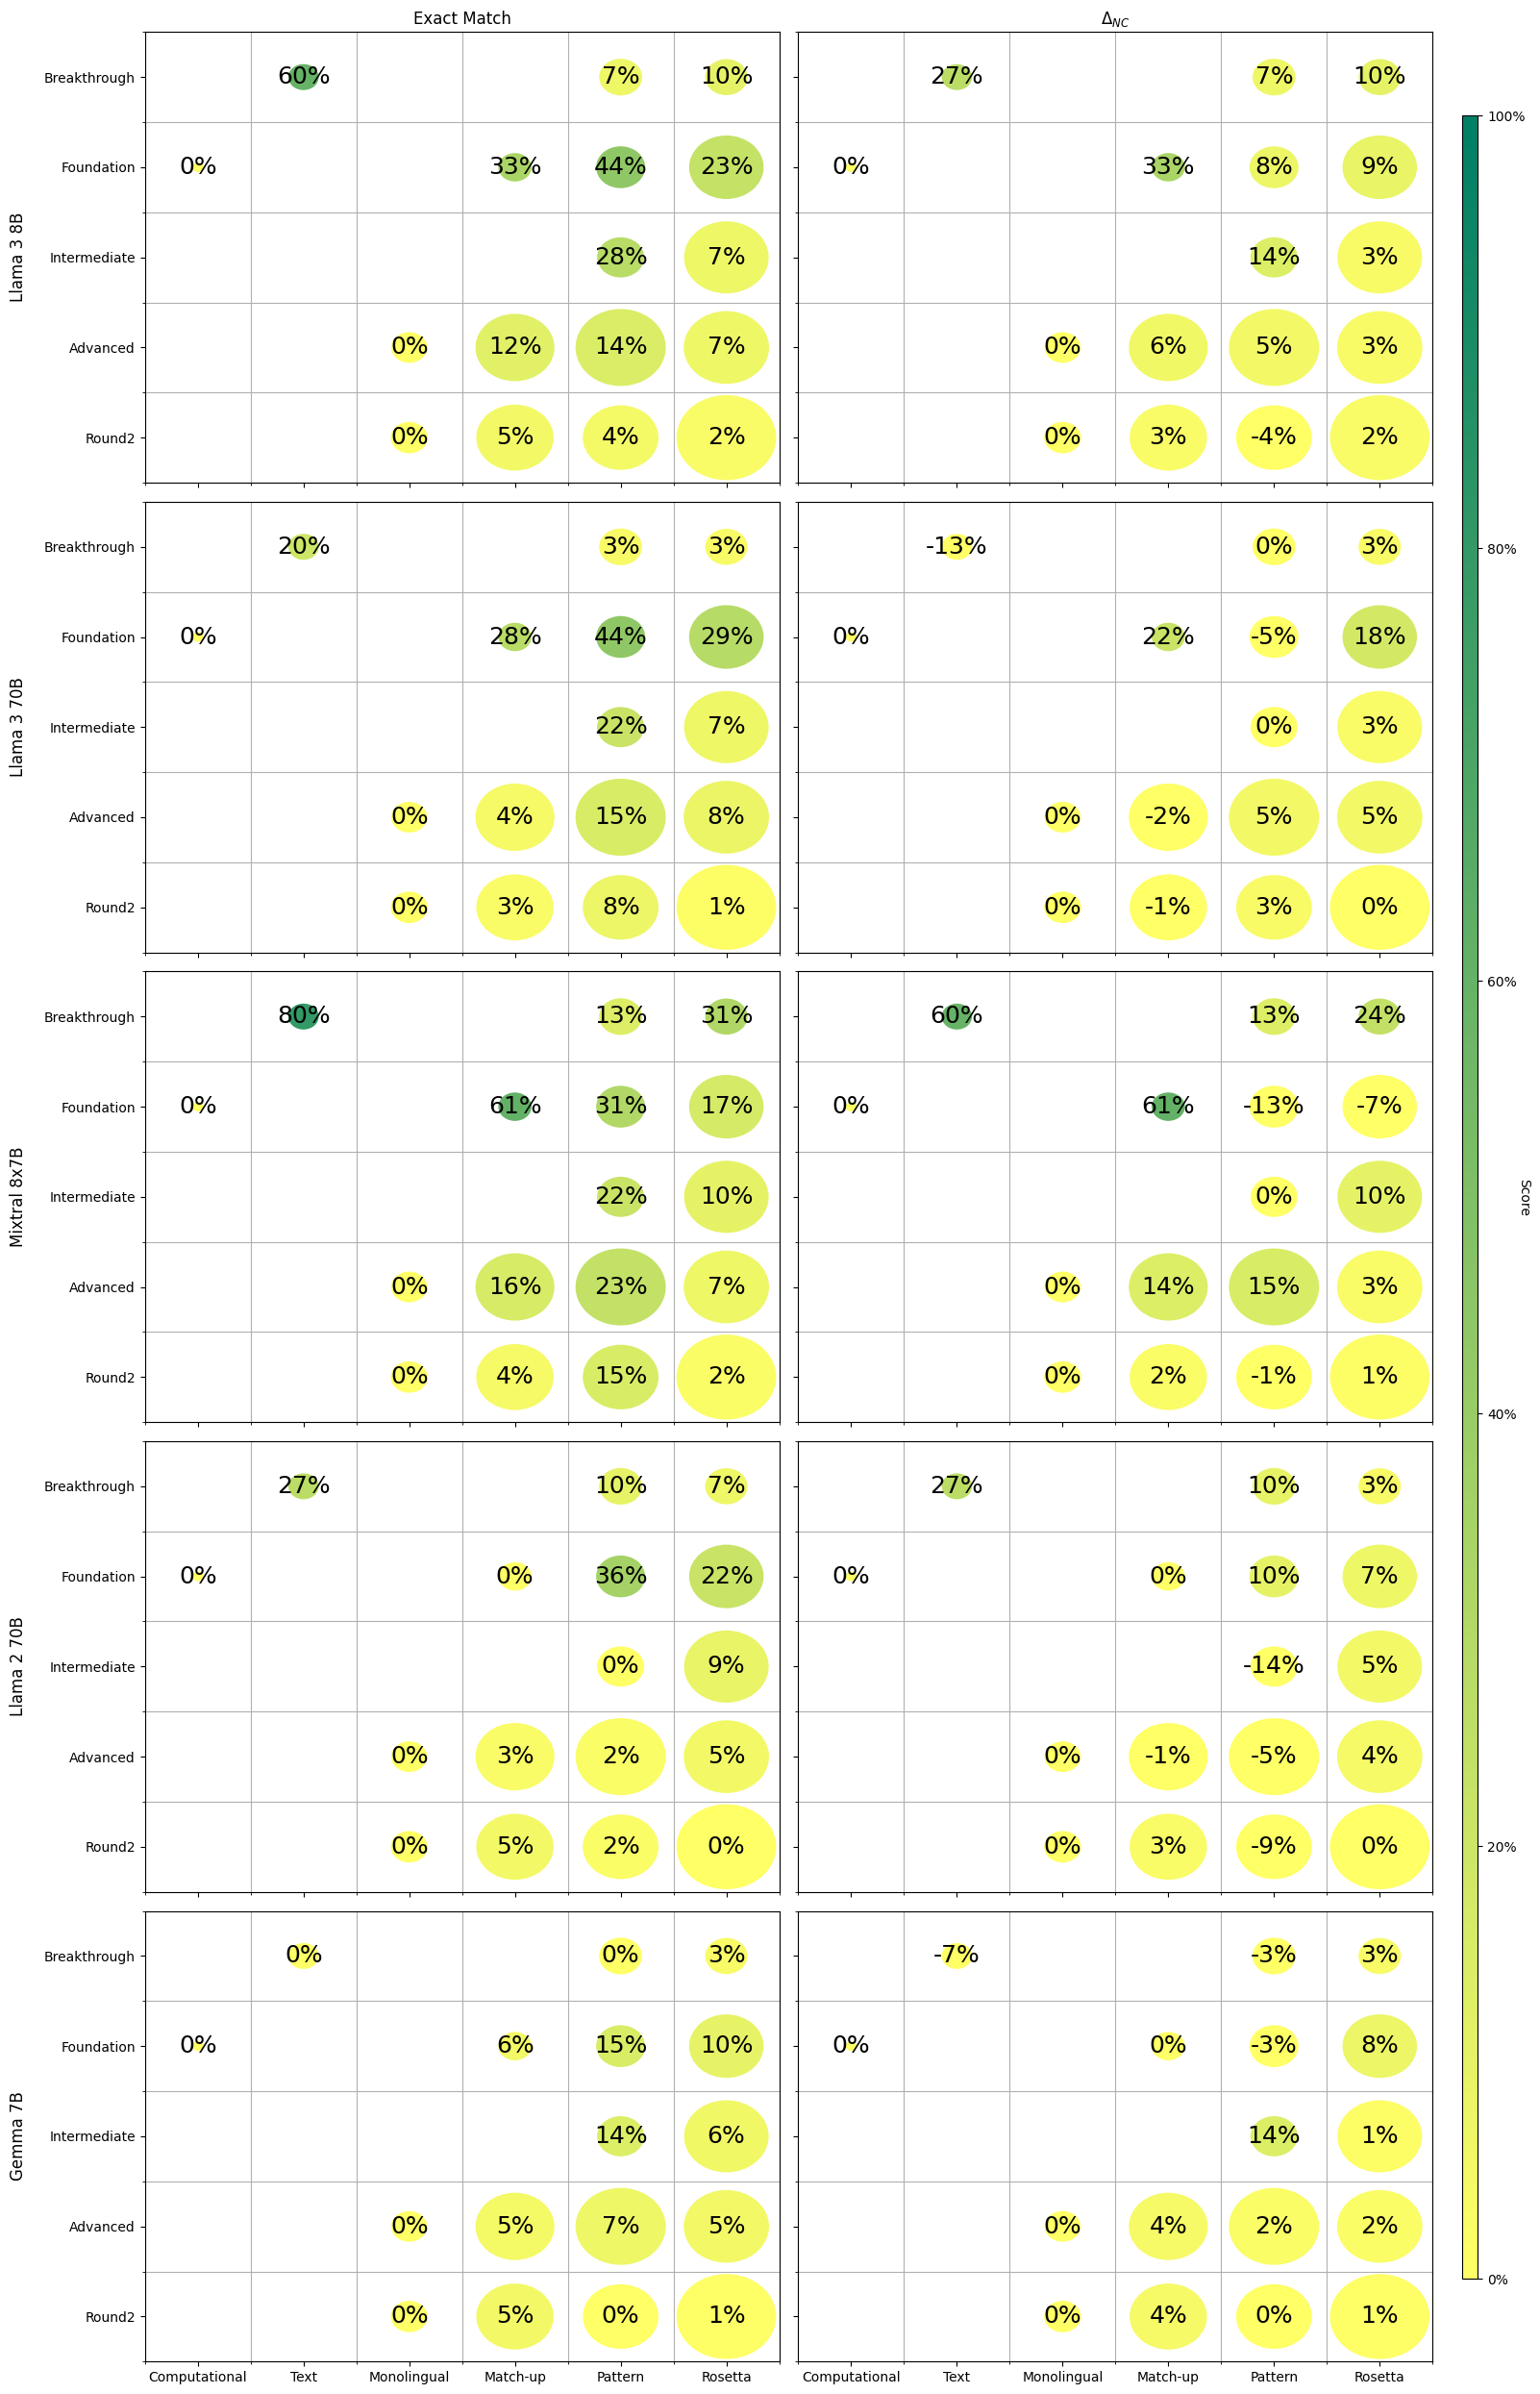 Exact Match Δ_NC
Llama 3 8B
Breakthrough 60% 7% 10% 27% 7% 10%
Foundation 0% 33% 44% 23% 0% 33% 8% 9%
Intermediate 28% 7% 14% 3%
Advanced 0% 12% 14% 7% 0% 6% 5% 3%
Round2 0% 5% 4% 2% 0% 3% -4% 2%
Llama 3 70B
Breakthrough 20% 3% 3% -13% 0% 3%
Foundation 0% 28% 44% 29% 0% 22% -5% 18%
Intermediate 22% 7% 0% 3%
Advanced 0% 4% 15% 8% 0% -2% 5% 5%
Round2 0% 3% 8% 1% 0% -1% 3% 0%
Mixtral 8x7B
Breakthrough 80% 13% 31% 60% 13% 24%
Foundation 0% 61% 31% 17% 0% 61% -13% -7%
Intermediate 22% 10% 0% 10%
Advanced 0% 16% 23% 7% 0% 14% 15% 3%
Round2 0% 4% 15% 2% 0% 2% -1% 1%
Llama 2 70B
Breakthrough 27% 10% 7% 27% 10% 3%
Foundation 0% 0% 36% 22% 0% 0% 10% 7%
Intermediate 0% 9% -14% 5%
Advanced 0% 3% 2% 5% 0% -1% -5% 4%
Round2 0% 5% 2% 0% 0% 3% -9% 0%
Gemma 7B
Breakthrough 0% 0% 3% -7% -3% 3%
Foundation 0% 6% 15% 10% 0% 0% -3% 8%
Intermediate 14% 6% 14% 1%
Advanced 0% 5% 7% 5% 0% 4% 2% 2%
Round2 0% 5% 0% 1% 0% 4% 0% 1%
Computational Text Monolingual Match-up Pattern Rosetta Computational Text Monolingual Match-up Pattern Rosetta
100%
80%
60%
40%
20%
0%
Score